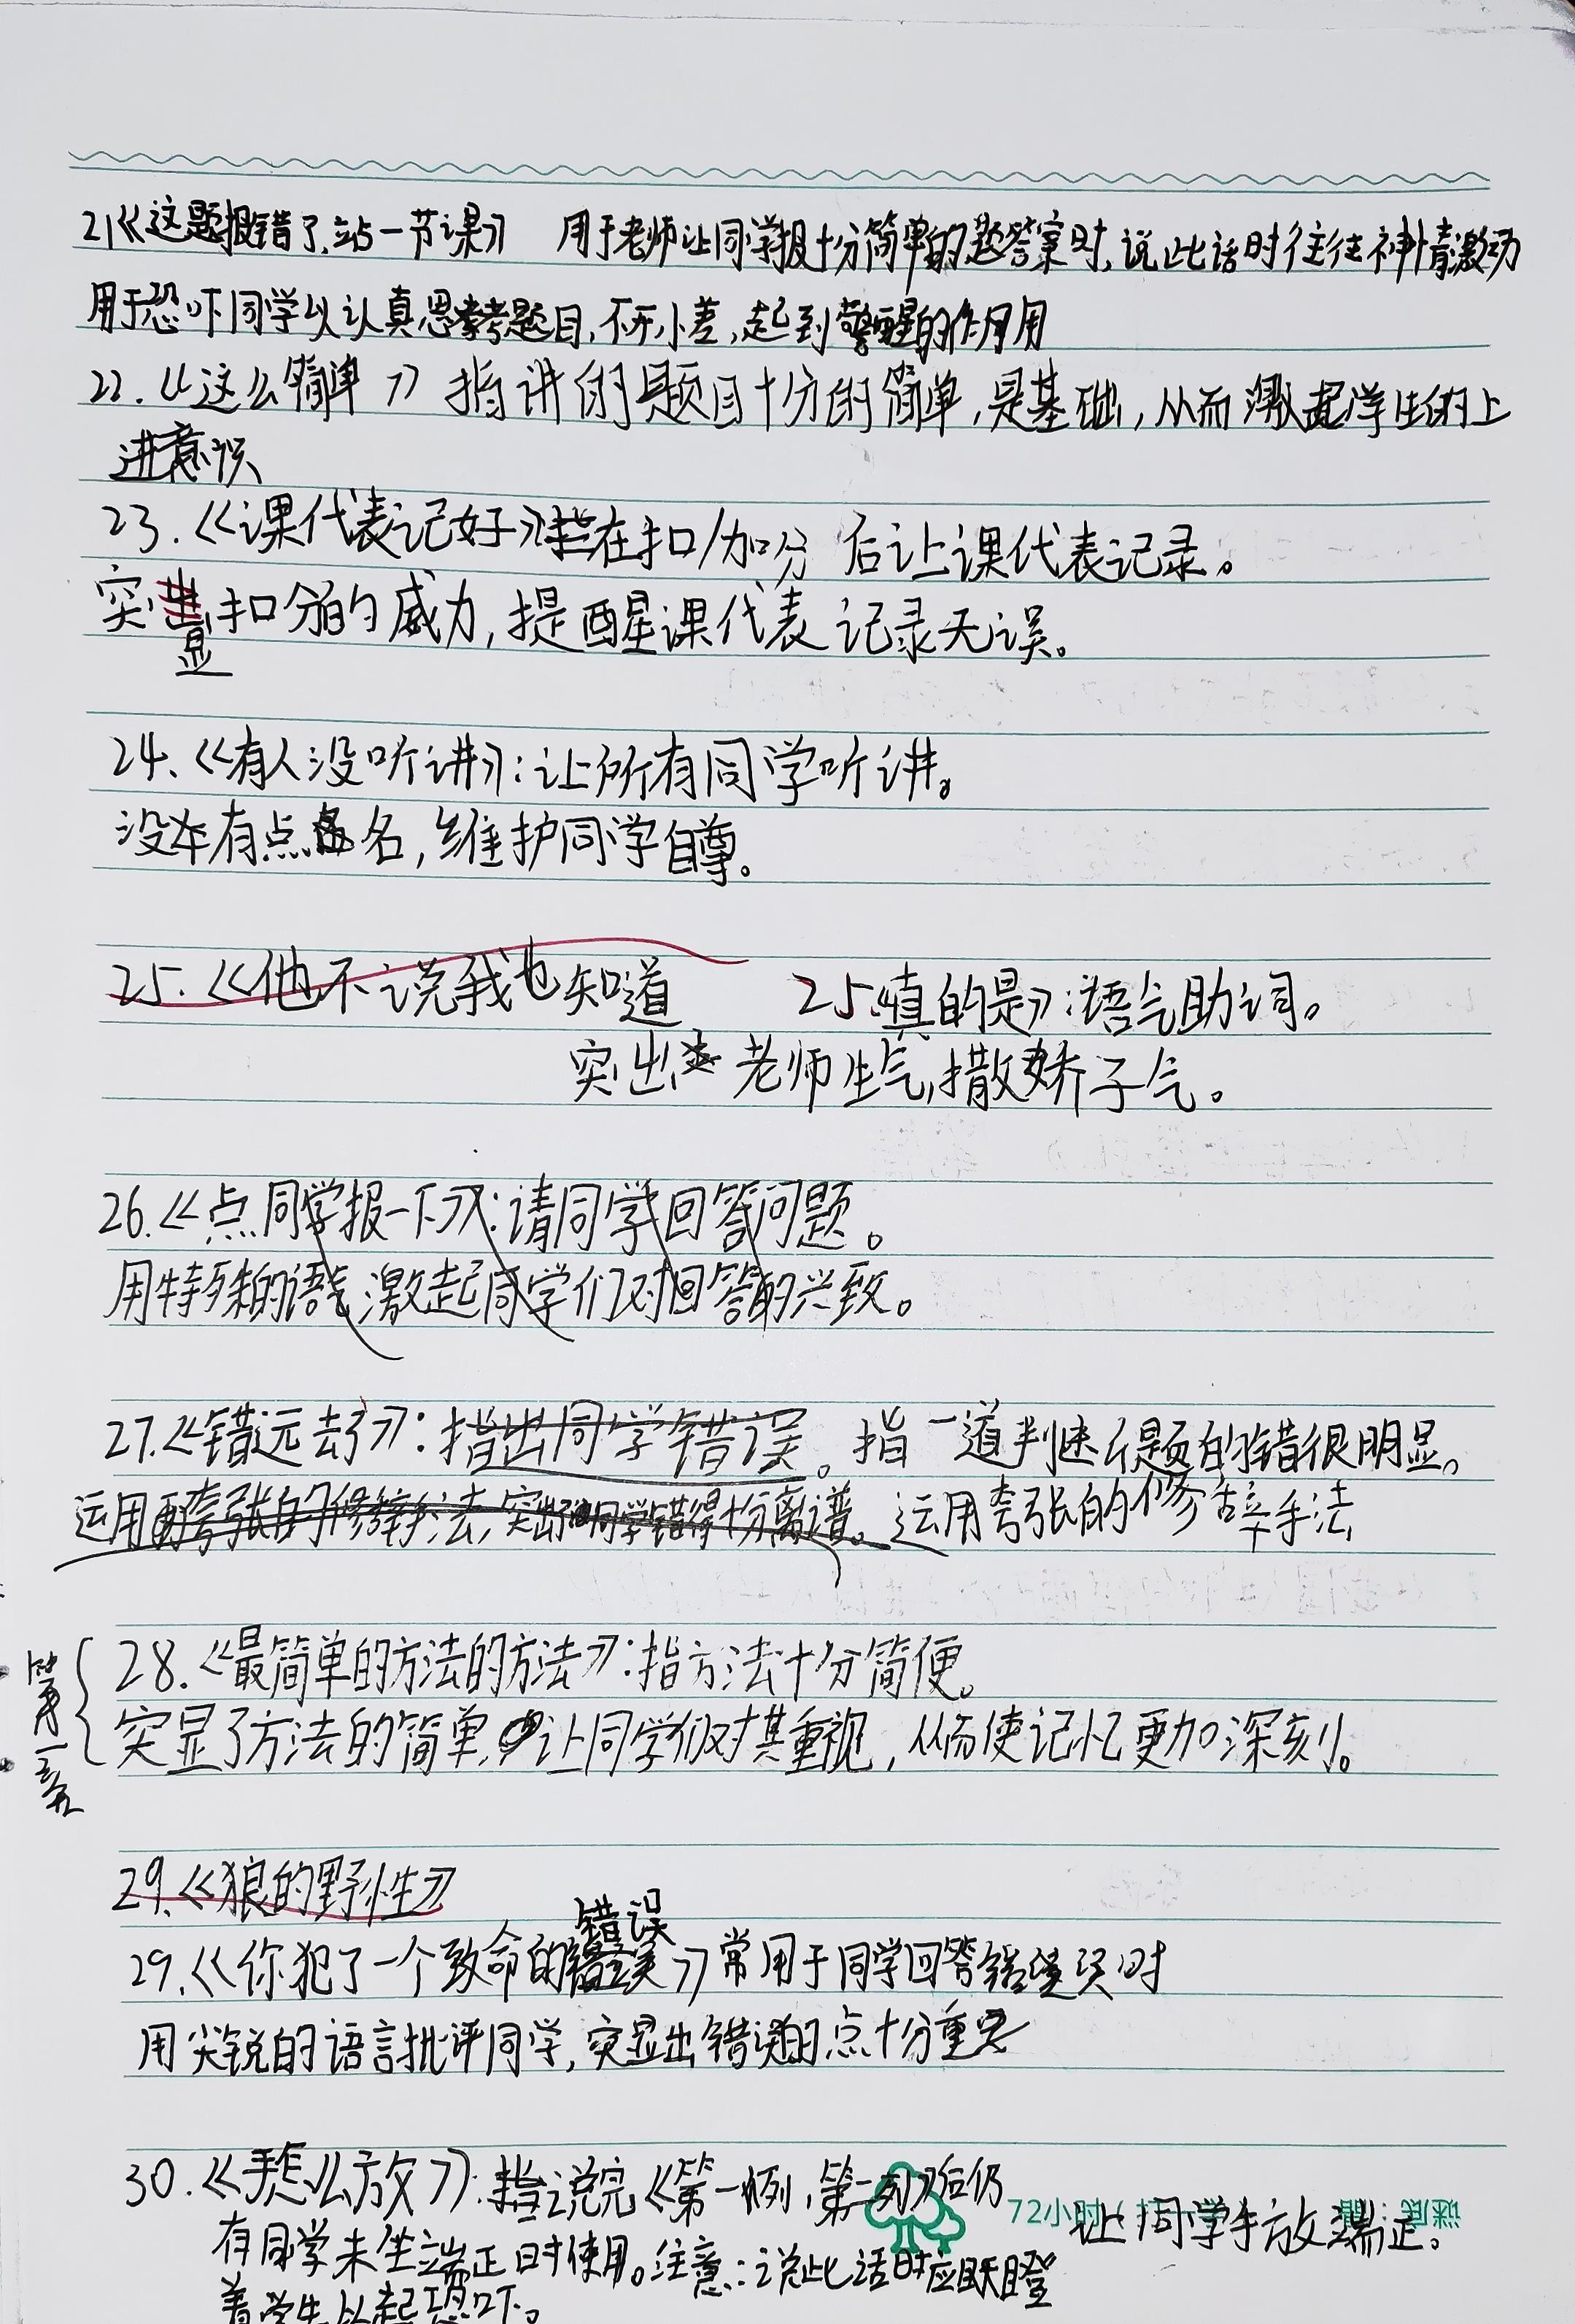 21《这题报错了,站一节课》 用于老师让同学报十分简单的题答案时,说此话时往往神情激动
用于恐吓同学以认真思考题目,不开小差,起到警醒的作用
22.《这么简单》指讲的题目十分的简单,是基础,从而激起学生的上
进意识
23.《课代表记好》在扣/加分后让课代表记录。
突显扣分的威力,提醒课代表记录无误。
24、《有人没听讲》:让所有同学听讲。
没有点名,维护同学自尊。
25.《他不说我也知道 25.《真的是》:语气助词。
突出 老师生气,撒娇子气。
26.《点同学报一下》:请同学回答问题。
用特殊的语气激起同学们对回答的兴致。
27.《错远去了》:指出同学错误。指一道判述题的错很明显。
运用夸张的修辞手法,突出同学错得十分离谱。运用夸张的修辞手法
第一章
28.《最简单的方法的方法》:指方法十分简便。
突显了方法的简单,让同学们对其重视,从而使记忆更加深刻。
29.《狼的野性》
错误
29.《你犯了一个致命的 》常用于同学回答错误时
用尖锐的语言批评同学,突显出错误的点十分重要
30.《手怎么放》:指说完《第一列,第二列》后仍
72小时
让同学手放端正。
有同学未坐端正时使用。注意:说此话时应瞪
着学生以起恐吓。